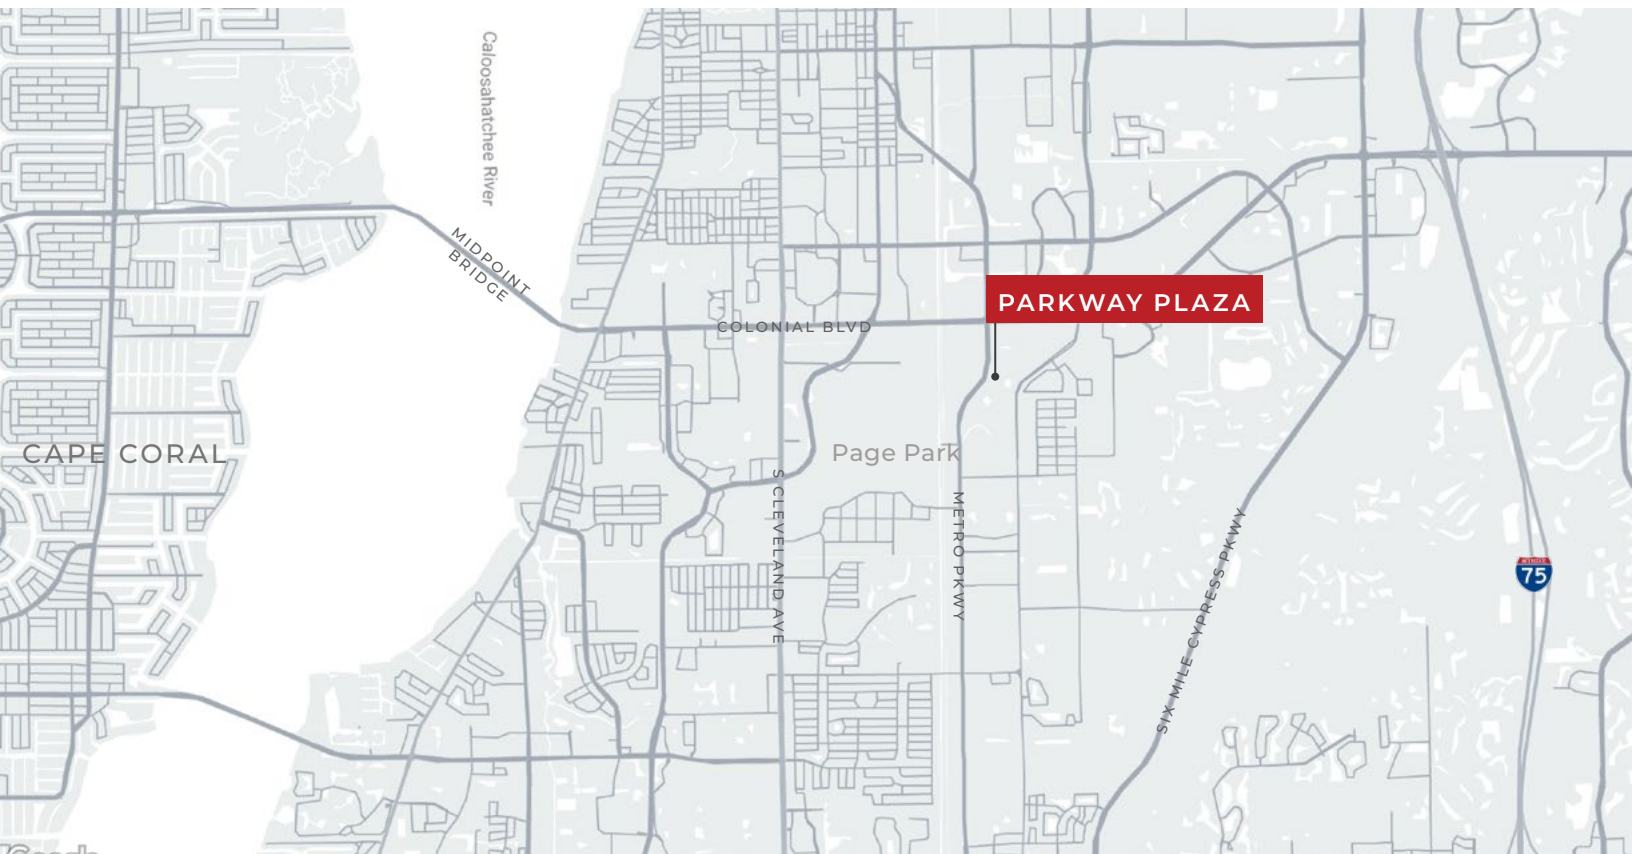 Caloosahatchee River
MIDPOINT
BRIDGE
COLONIAL BLVD
PARKWAY PLAZA
CAPE CORAL
Page Park
S CLEVELAND AVE
METRO PKWY
SIX MILE CYPRESS PKWY
75